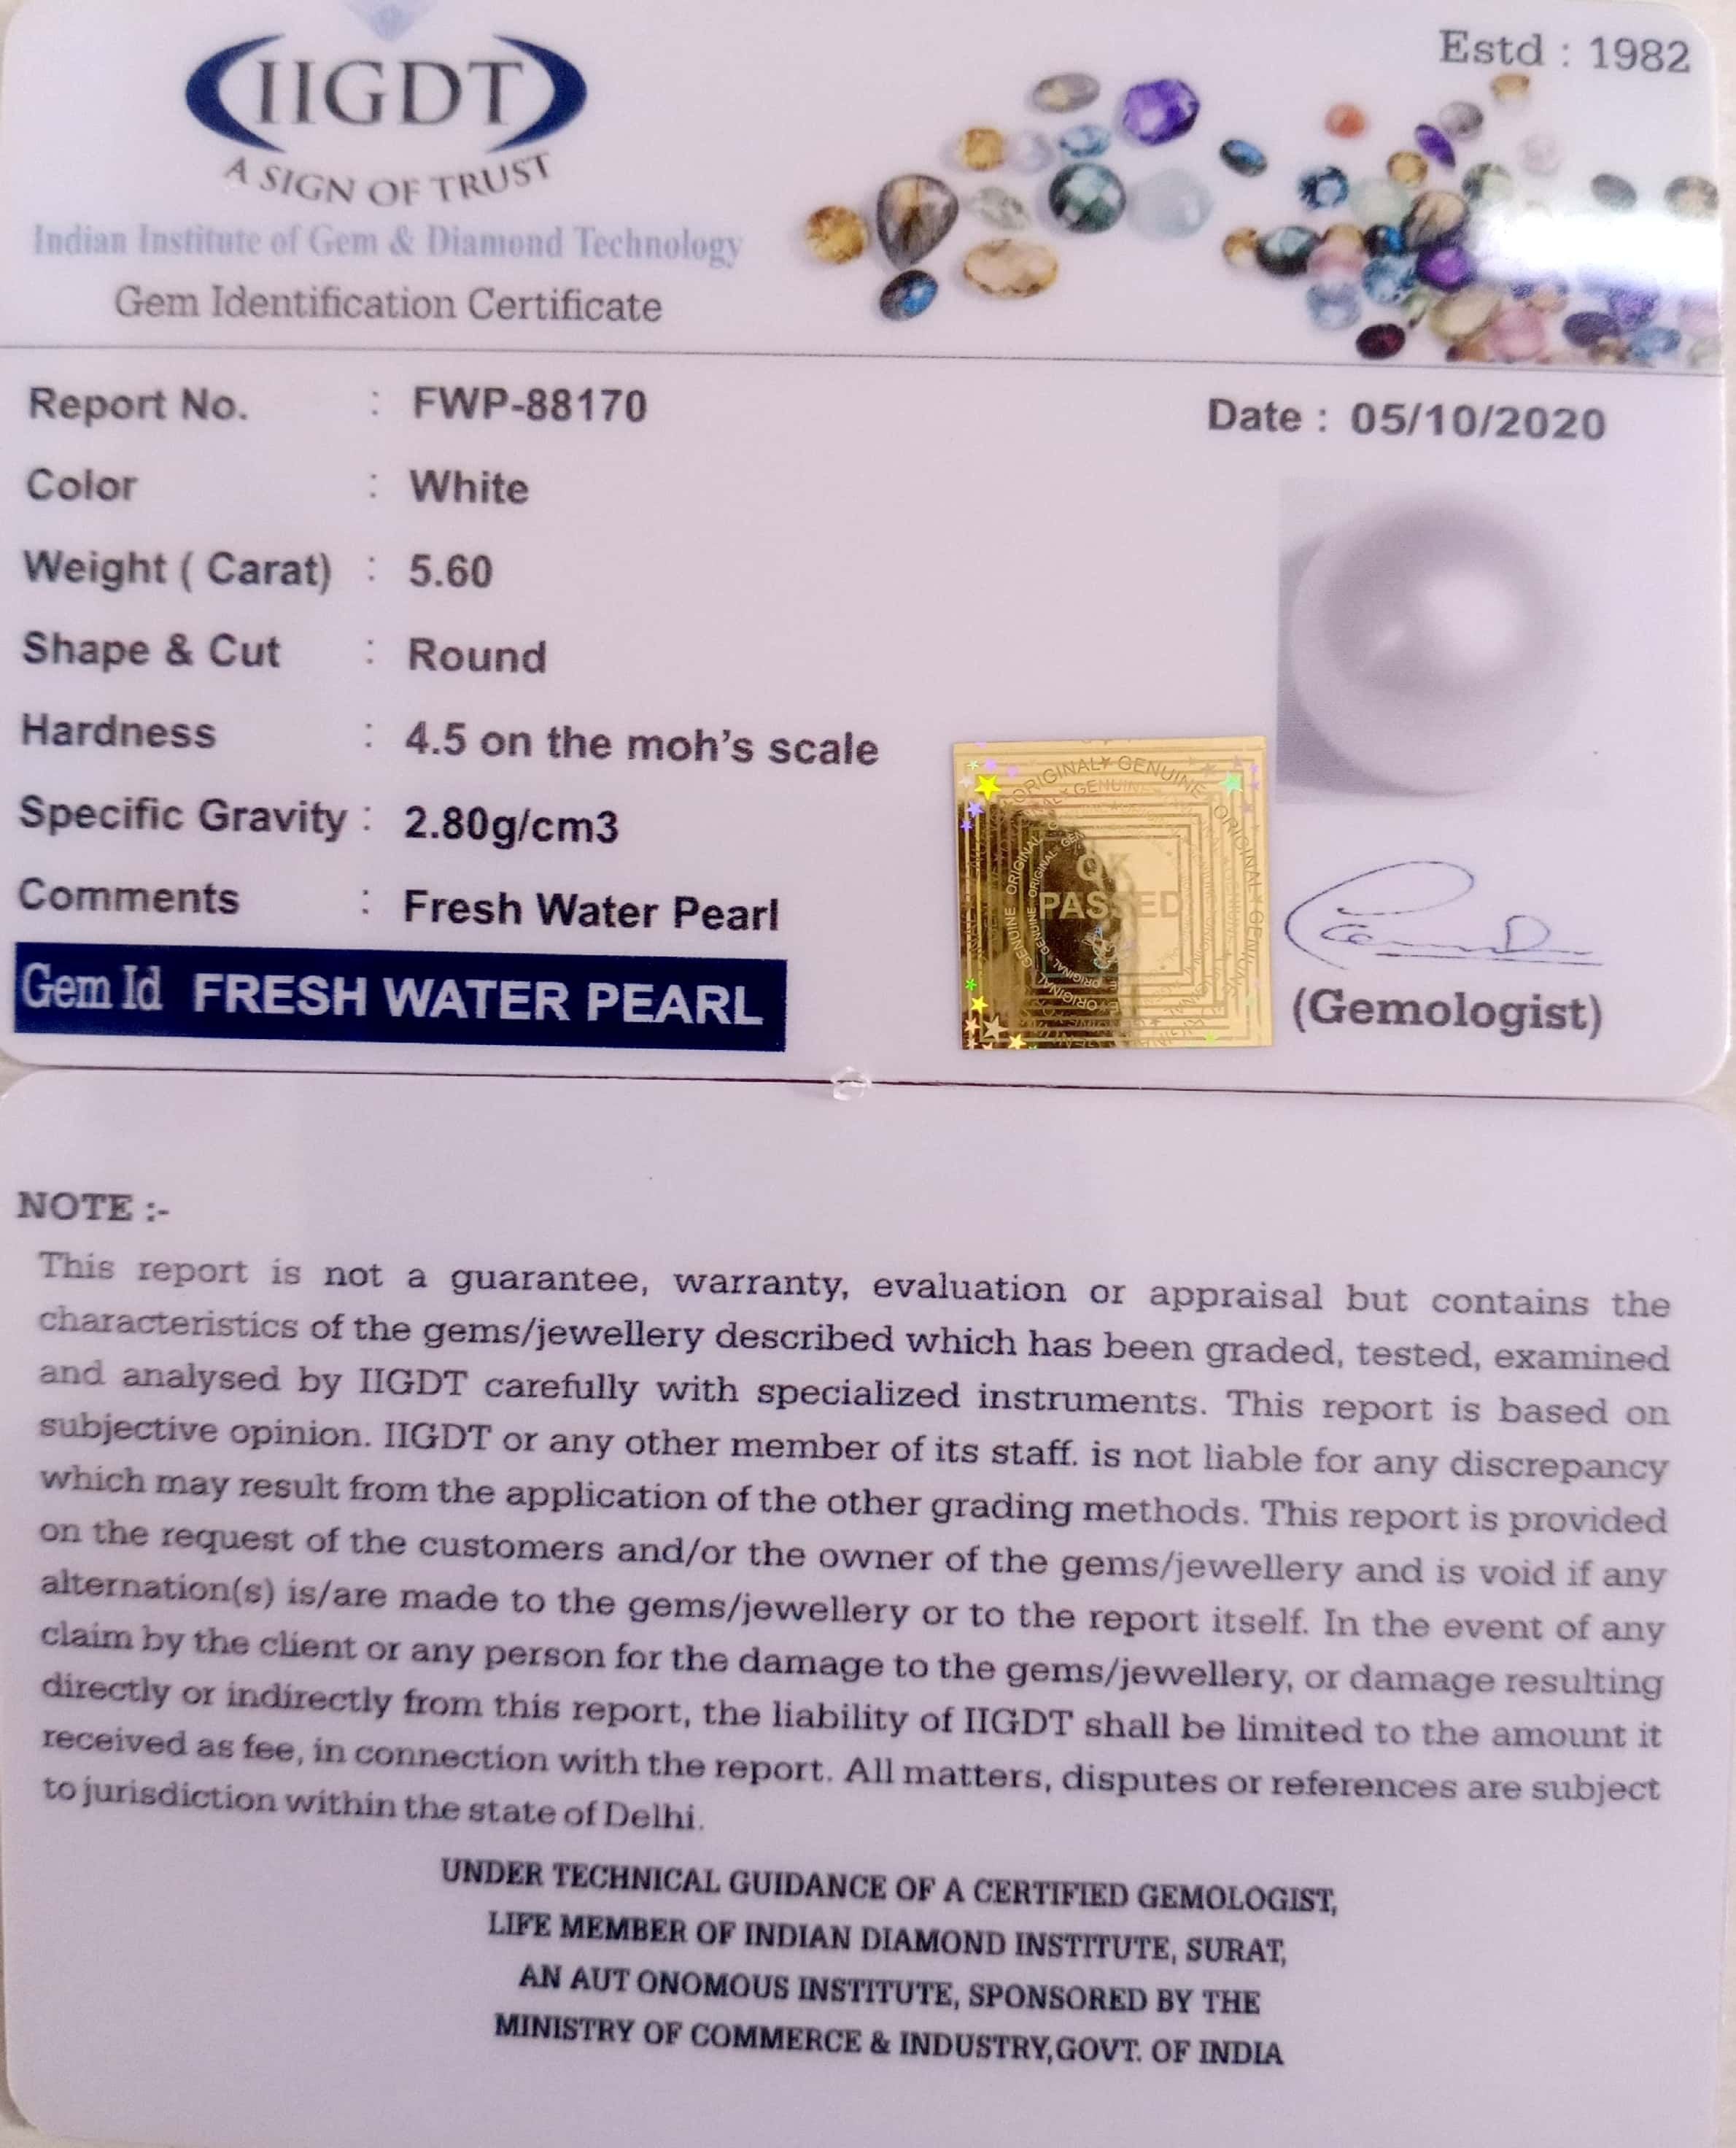 IIGDT
A SIGN OF TRUST
Indian Institute of Gem & Diamond Technology
Gem Identification Certificate
Estd : 1982
Report No. : FWP-88170
Date : 05/10/2020
Color : White
Weight ( Carat) : 5.60
Shape & Cut : Round
Hardness : 4.5 on the moh's scale
Specific Gravity : 2.80g/cm3
Comments : Fresh Water Pearl
Gem Id FRESH WATER PEARL
ORIGINAL GENUINE ORIGINAL GENUINE
OK
PASSED
(Gemologist)
NOTE :-
This report is not a guarantee, warranty, evaluation or appraisal but contains the
characteristics of the gems/jewellery described which has been graded, tested, examined
and analysed by IIGDT carefully with specialized instruments. This report is based on
subjective opinion. IIGDT or any other member of its staff. is not liable for any discrepancy
which may result from the application of the other grading methods. This report is provided
on the request of the customers and/or the owner of the gems/jewellery and is void if any
alternation(s) is/are made to the gems/jewellery or to the report itself. In the event of any
claim by the client or any person for the damage to the gems/jewellery, or damage resulting
directly or indirectly from this report, the liability of IIGDT shall be limited to the amount it
received as fee, in connection with the report. All matters, disputes or references are subject
to jurisdiction within the state of Delhi.
UNDER TECHNICAL GUIDANCE OF A CERTIFIED GEMOLOGIST,
LIFE MEMBER OF INDIAN DIAMOND INSTITUTE, SURAT,
AN AUT ONOMOUS INSTITUTE, SPONSORED BY THE
MINISTRY OF COMMERCE & INDUSTRY,GOVT. OF INDIA